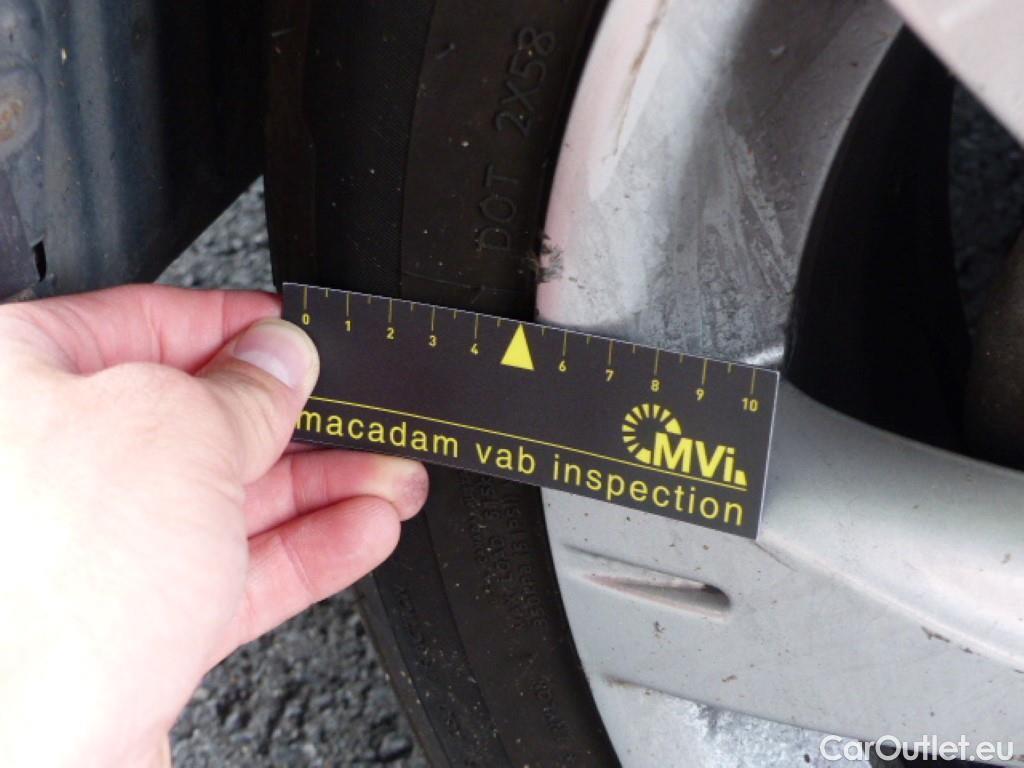 DOT 2X58
0 1 2 3 4 6 7 8 9 10
MVi
macadam vab inspection
CarOutlet.eu